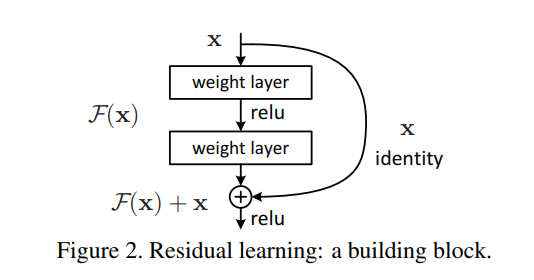 x
weight layer
relu
F(x)
weight layer
x
identity
F(x) + x
relu
Figure 2. Residual learning: a building block.